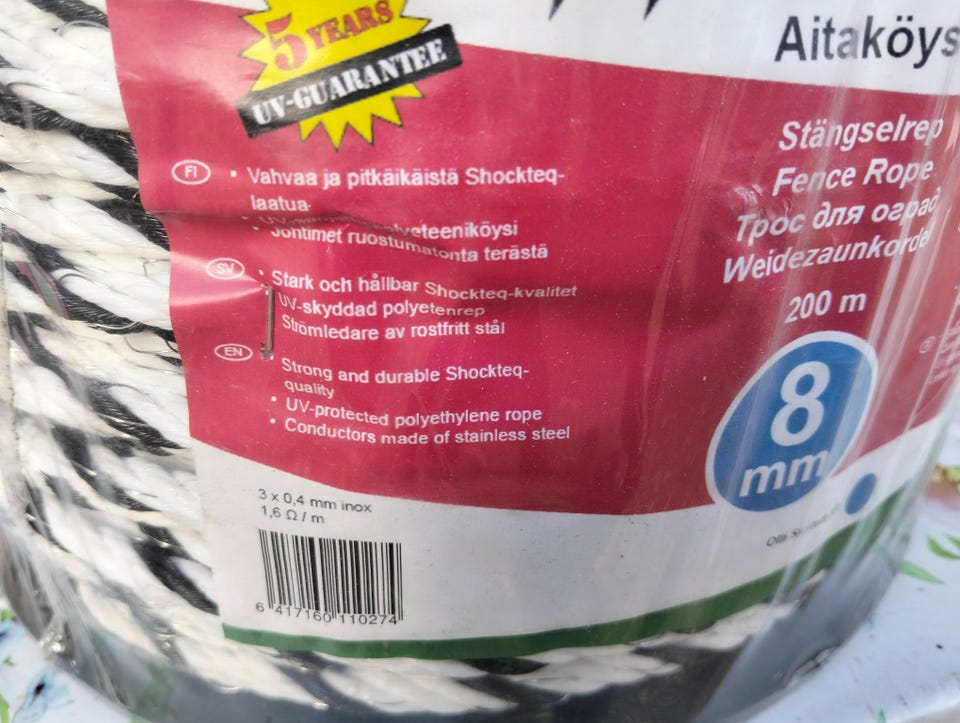 5 YEARS
UV-GUARANTEE
Aitaköys
FI
• Vahvaa ja pitkäikäistä Shockteq-
laatua
• Johtimet ruostumatonta terästä
SV
• Stark och hållbar Shockteq-kvalitet
UV-skyddad polyetenrep
Strömledare av rostfritt stål
EN
Strong and durable Shockteq-
quality
• UV-protected polyethylene rope
• Conductors made of stainless steel
Stängselrep
Fence Rope
Трос для оград
Weidezaunkordel
200 m
8
mm
3 x 0,4 mm inox
1,6 Ω / m
6 417160 110274
Olli